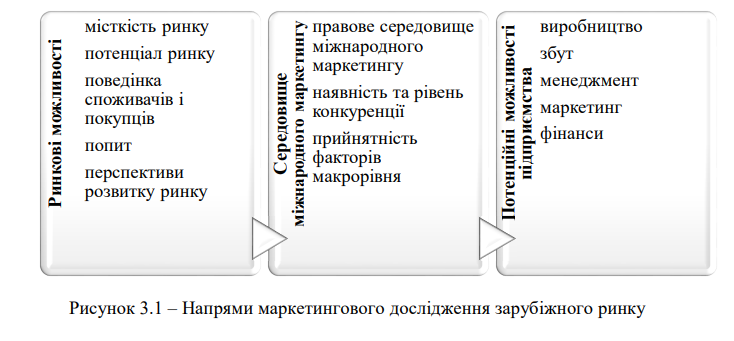 Ринкові можливості
місткість ринку
потенціал ринку
поведінка
споживачів і
покупців
попит
перспективи
розвитку ринку
Середовище
міжнародного маркетингу
правове середовище
міжнародного
маркетингу
наявність та рівень
конкуренції
прийнятність
факторів
макрорівня
Потенційні можливості
підприємства
виробництво
збут
менеджмент
маркетинг
фінанси
Рисунок 3.1 – Напрями маркетингового дослідження зарубіжного ринку